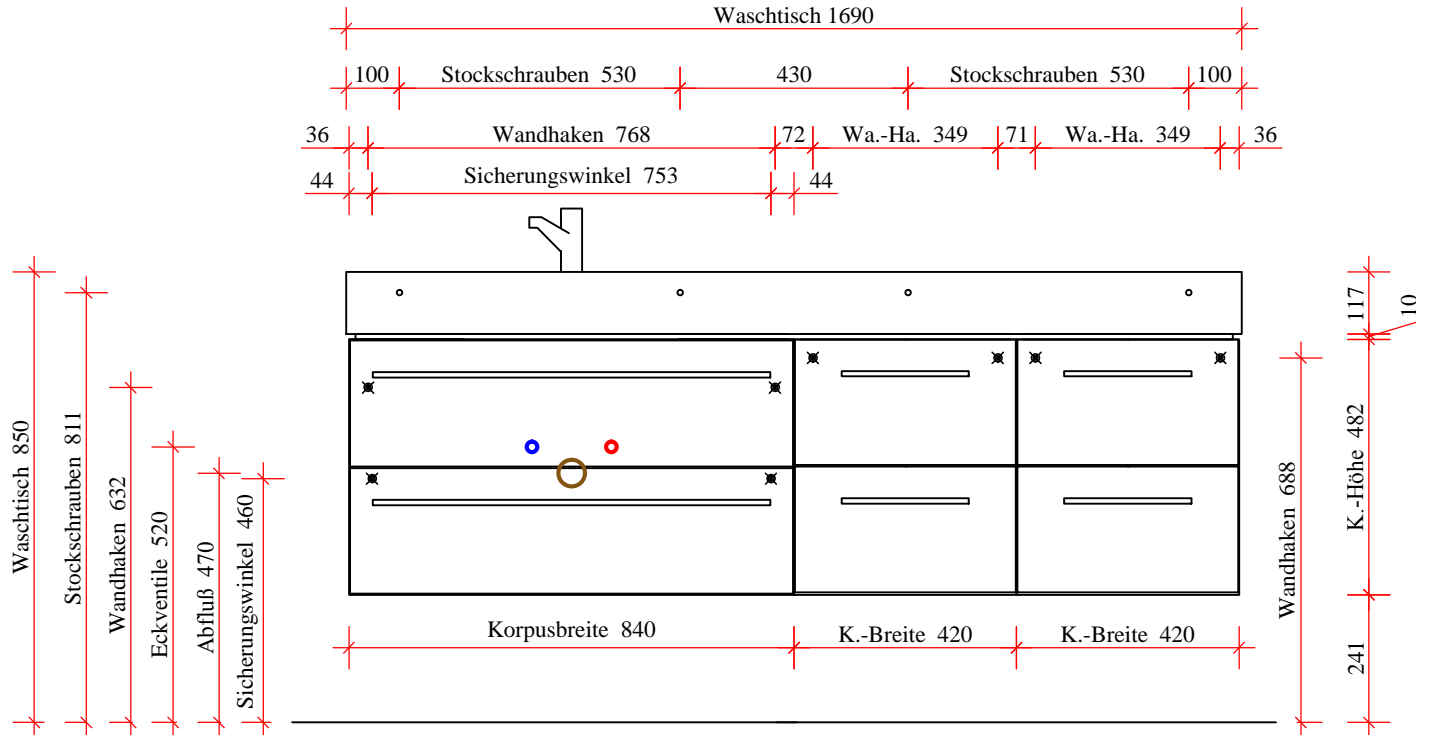 Waschtisch 1690
100
Stockschrauben 530
430
Stockschrauben 530
100
36
Wandhaken 768
72
Wa.-Ha. 349
71
Wa.-Ha. 349
36
44
Sicherungswinkel 753
44
Waschtisch 850
Stockschrauben 811
Wandhaken 632
Eckventile 520
Abfluß 470
Sicherungswinkel 460
Wandhaken 688
117
10
K.-Höhe 482
241
Korpusbreite 840
K.-Breite 420
K.-Breite 420